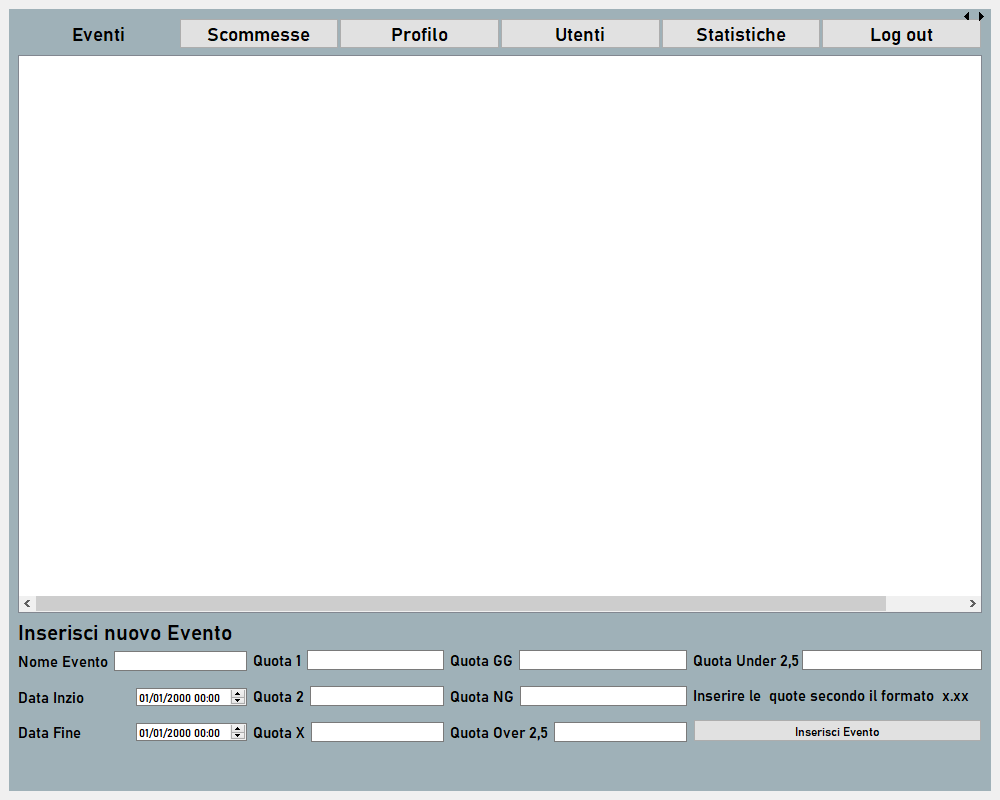 Eventi Scommesse Profilo Utenti Statistiche Log out
Inserisci nuovo Evento
Nome Evento Quota 1 Quota GG Quota Under 2,5
Data Inzio 01/01/2000 00:00 Quota 2 Quota NG Inserire le quote secondo il formato x.xx
Data Fine 01/01/2000 00:00 Quota X Quota Over 2,5 Inserisci Evento